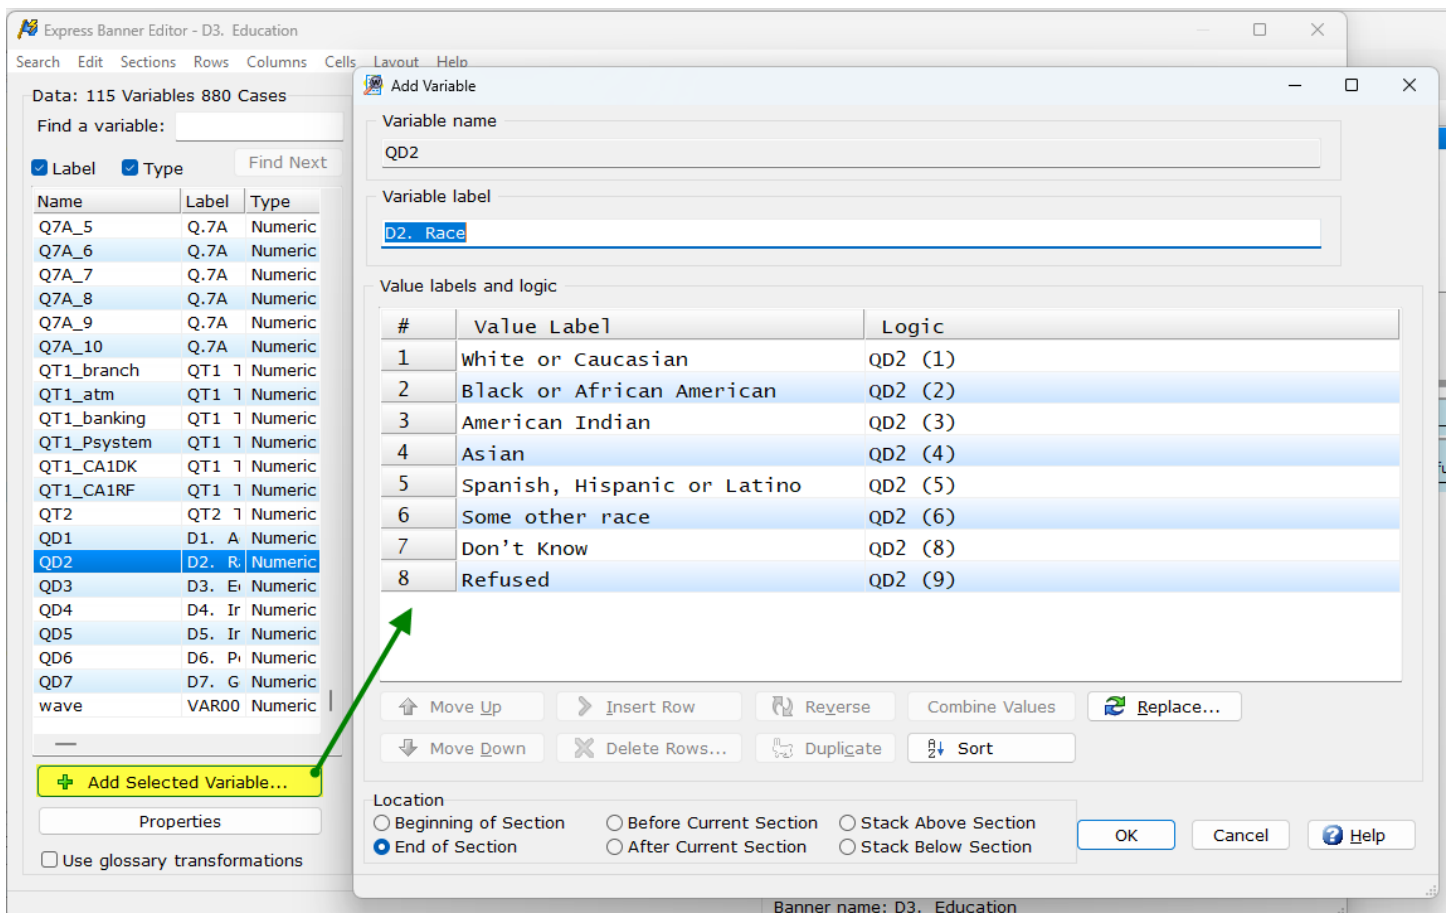 Express Banner Editor - D3. Education
Search Edit Sections Rows Columns Cells Layout Help
Data: 115 Variables 880 Cases
Find a variable:
Label Type Find Next
Name Label Type
Q7A_5 Q.7A Numeric
Q7A_6 Q.7A Numeric
Q7A_7 Q.7A Numeric
Q7A_8 Q.7A Numeric
Q7A_9 Q.7A Numeric
Q7A_10 Q.7A Numeric
QT1_branch QT1 T Numeric
QT1_atm QT1 T Numeric
QT1_banking QT1 T Numeric
QT1_Psystem QT1 T Numeric
QT1_CA1DK QT1 T Numeric
QT1_CA1RF QT1 T Numeric
QT2 QT2 T Numeric
QD1 D1. A Numeric
QD2 D2. R Numeric
QD3 D3. E Numeric
QD4 D4. Ir Numeric
QD5 D5. Ir Numeric
QD6 D6. P Numeric
QD7 D7. G Numeric
wave VAR00 Numeric
Add Selected Variable...
Properties
Use glossary transformations
Add Variable
Variable name
QD2
Variable label
D2. Race
Value labels and logic
# Value Label Logic
1 White or Caucasian QD2 (1)
2 Black or African American QD2 (2)
3 American Indian QD2 (3)
4 Asian QD2 (4)
5 Spanish, Hispanic or Latino QD2 (5)
6 Some other race QD2 (6)
7 Don’t Know QD2 (8)
8 Refused QD2 (9)
Move Up Insert Row Reverse Combine Values Replace...
Move Down Delete Rows... Duplicate Sort
Location
Beginning of Section Before Current Section Stack Above Section
End of Section After Current Section Stack Below Section
OK Cancel Help
Banner name: D3. Education